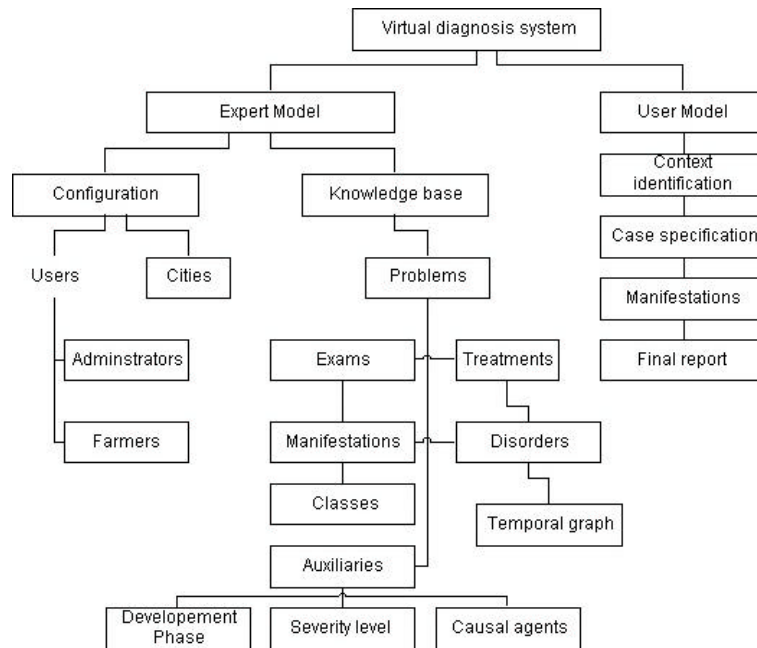 Virtual diagnosis system
Expert Model
User Model
Configuration
Knowledge base
Context
identification
Case specification
Users
Cities
Problems
Manifestations
Adminstrators
Exams
Treatments
Final report
Farmers
Manifestations
Disorders
Classes
Temporal graph
Auxiliaries
Developement
Phase
Severity level
Causal agents